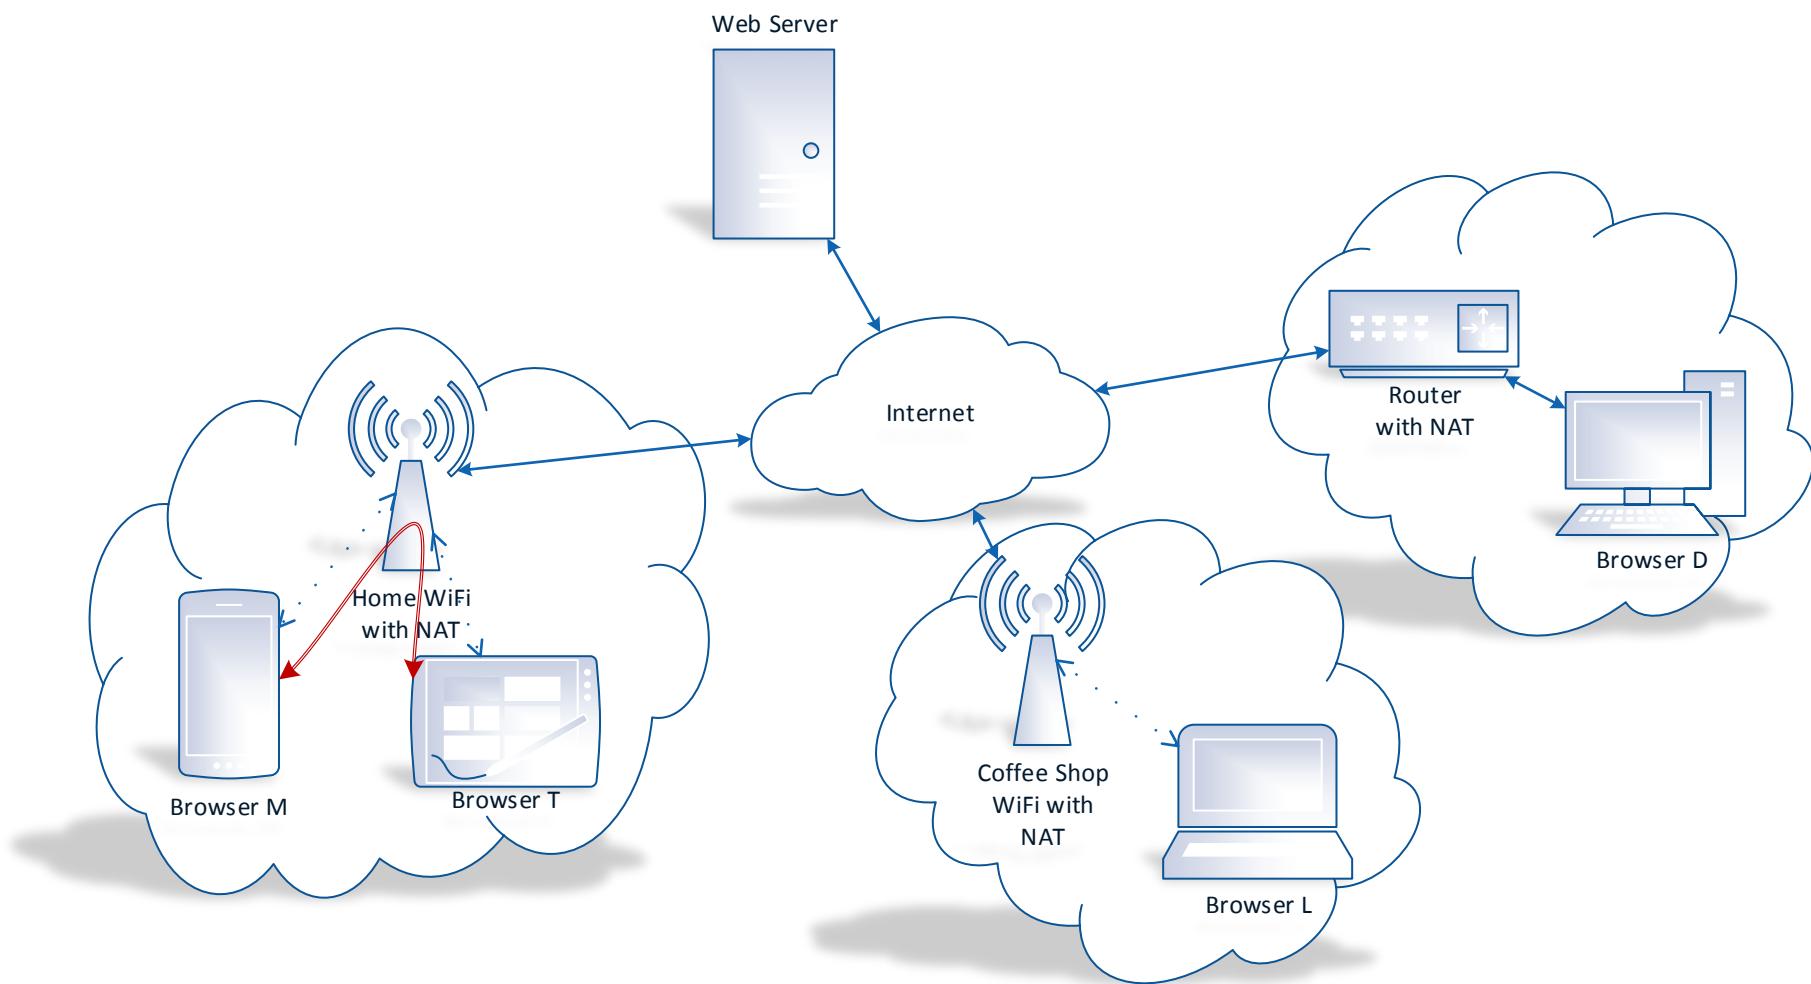 Web Server
Internet
Router
with NAT
Browser D
Home WiFi
with NAT
Browser M
Browser T
Coffee Shop
WiFi with
NAT
Browser L